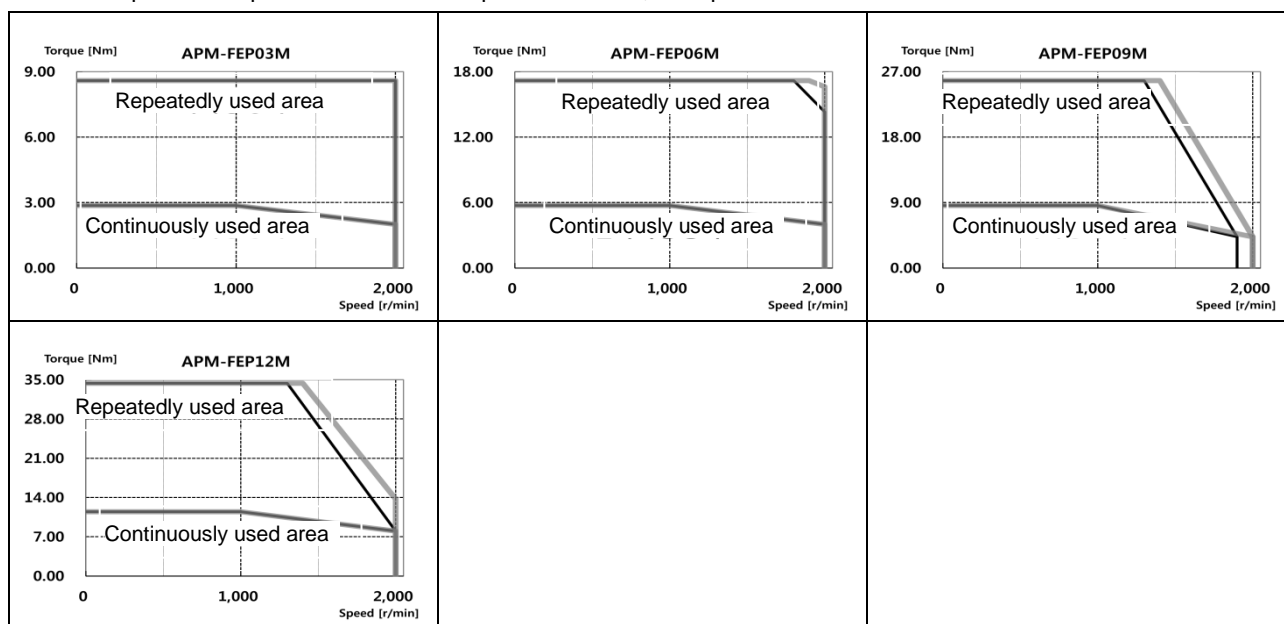 Torque [Nm] APM-FEP03M
9.00
Repeatedly used area
6.00
3.00
Continuously used area
0.00
0 1,000 2,000
Speed [r/min]
Torque [Nm] APM-FEP06M
18.00
Repeatedly used area
12.00
6.00
Continuously used area
0.00
0 1,000 2,000
Speed [r/min]
Torque [Nm] APM-FEP09M
27.00
Repeatedly used area
18.00
9.00
Continuously used area
0.00
0 1,000 2,000
Speed [r/min]
Torque [Nm] APM-FEP12M
35.00
Repeatedly used area
28.00
21.00
14.00
7.00
Continuously used area
0.00
0 1,000 2,000
Speed [r/min]